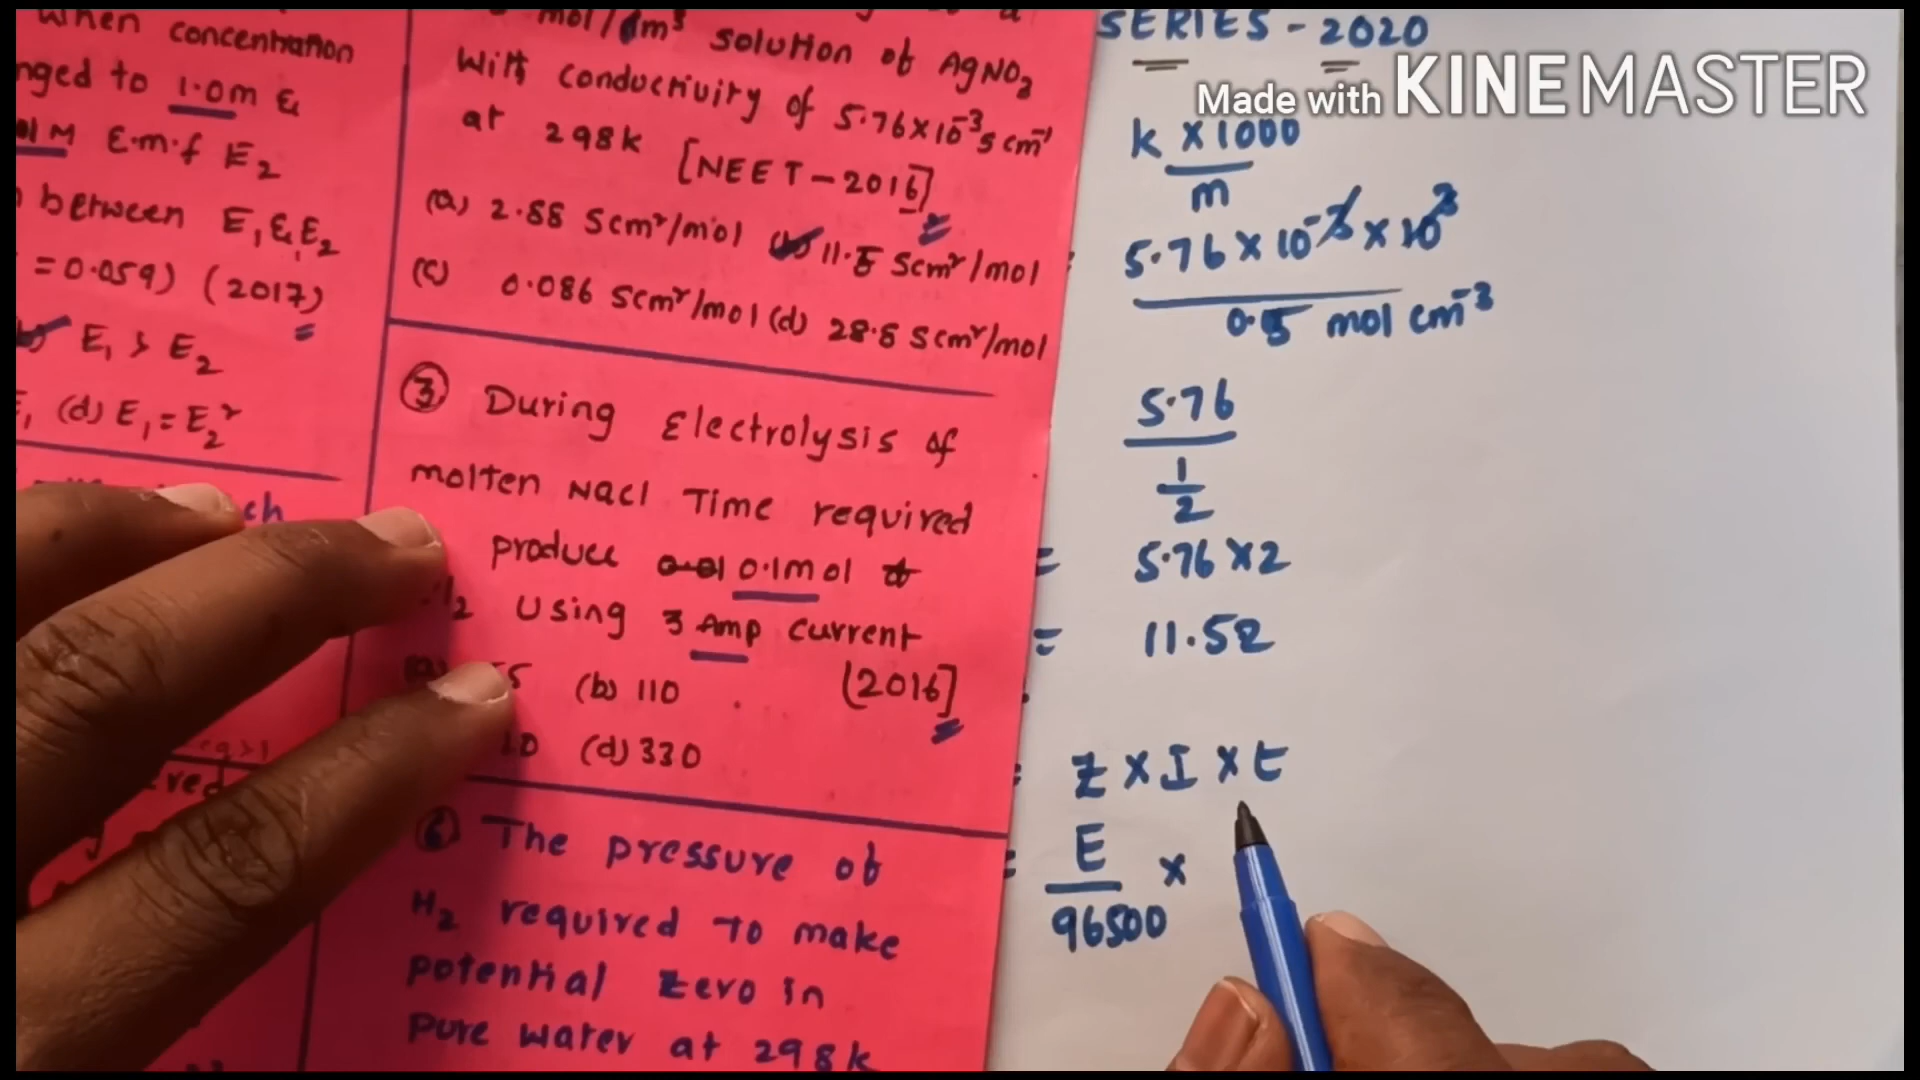 when concentration
nged to 1.0m &
01 M E.m.f E2
between E1 & E2
= 0.059) (2017)
E1 > E2
E1 (d) E1 = E2²
ch
mol/dm³ solution of AgNO3
with conductivity of 5.76×10⁻³ S cm⁻¹
at 298k [NEET-2016]
(a) 2.88 Scm²/mol (b) 11.5 Scm²/mol
(c) 0.086 Scm²/mol (d) 28.8 Scm²/mol
③ During Electrolysis of
molten Nacl Time required
produce 0.1mol
using 3 Amp current
(b) 110 [2016]
(d) 330
⑥ The pressure of
H2 required to make
potential zero in
pure water at 298k
SERIES - 2020
Made with KINEMASTER
k × 1000
m
5.76 × 10⁻³ × 10³
0.5 mol cm⁻³
5.76
1
2
= 5.76 × 2
= 11.52
= Z × I × t
= E ×
96500